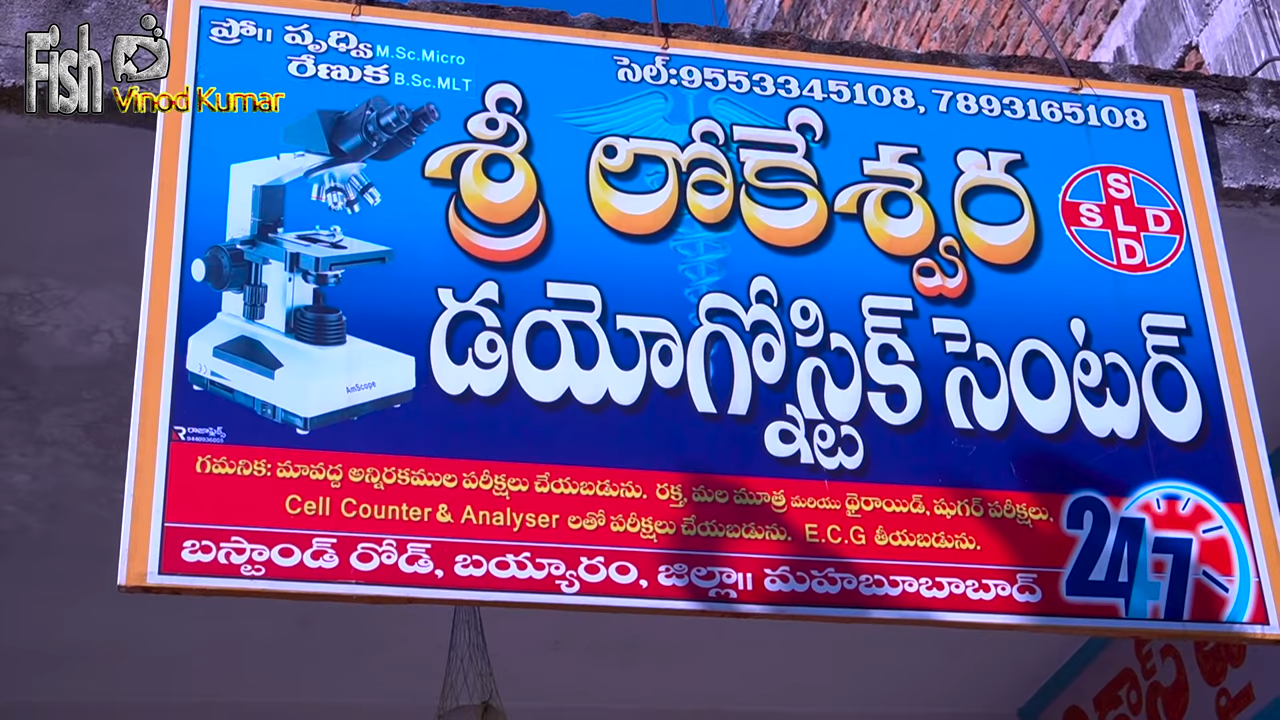 Fish
Vinod Kumar
ప్రో॥ పృధ్వి M.Sc.Micro
రేణుక B.Sc.MLT
సెల్:9553345108, 7893165108
శ్రీ లోకేశ్వర
S
SLD
D
డయోగ్నోస్టిక్ సెంటర్
AmScope
గమనిక: మావద్ద అన్నిరకముల పరీక్షలు చేయబడును. రక్త, మల మూత్ర మరియు థైరాయిడ్, షుగర్ పరీక్షలు,
Cell Counter & Analyser లతో పరీక్షలు చేయబడును. E.C.G తీయబడును.
బస్టాండ్ రోడ్, బయ్యారం, జిల్లా॥ మహబూబాబాద్
24 7